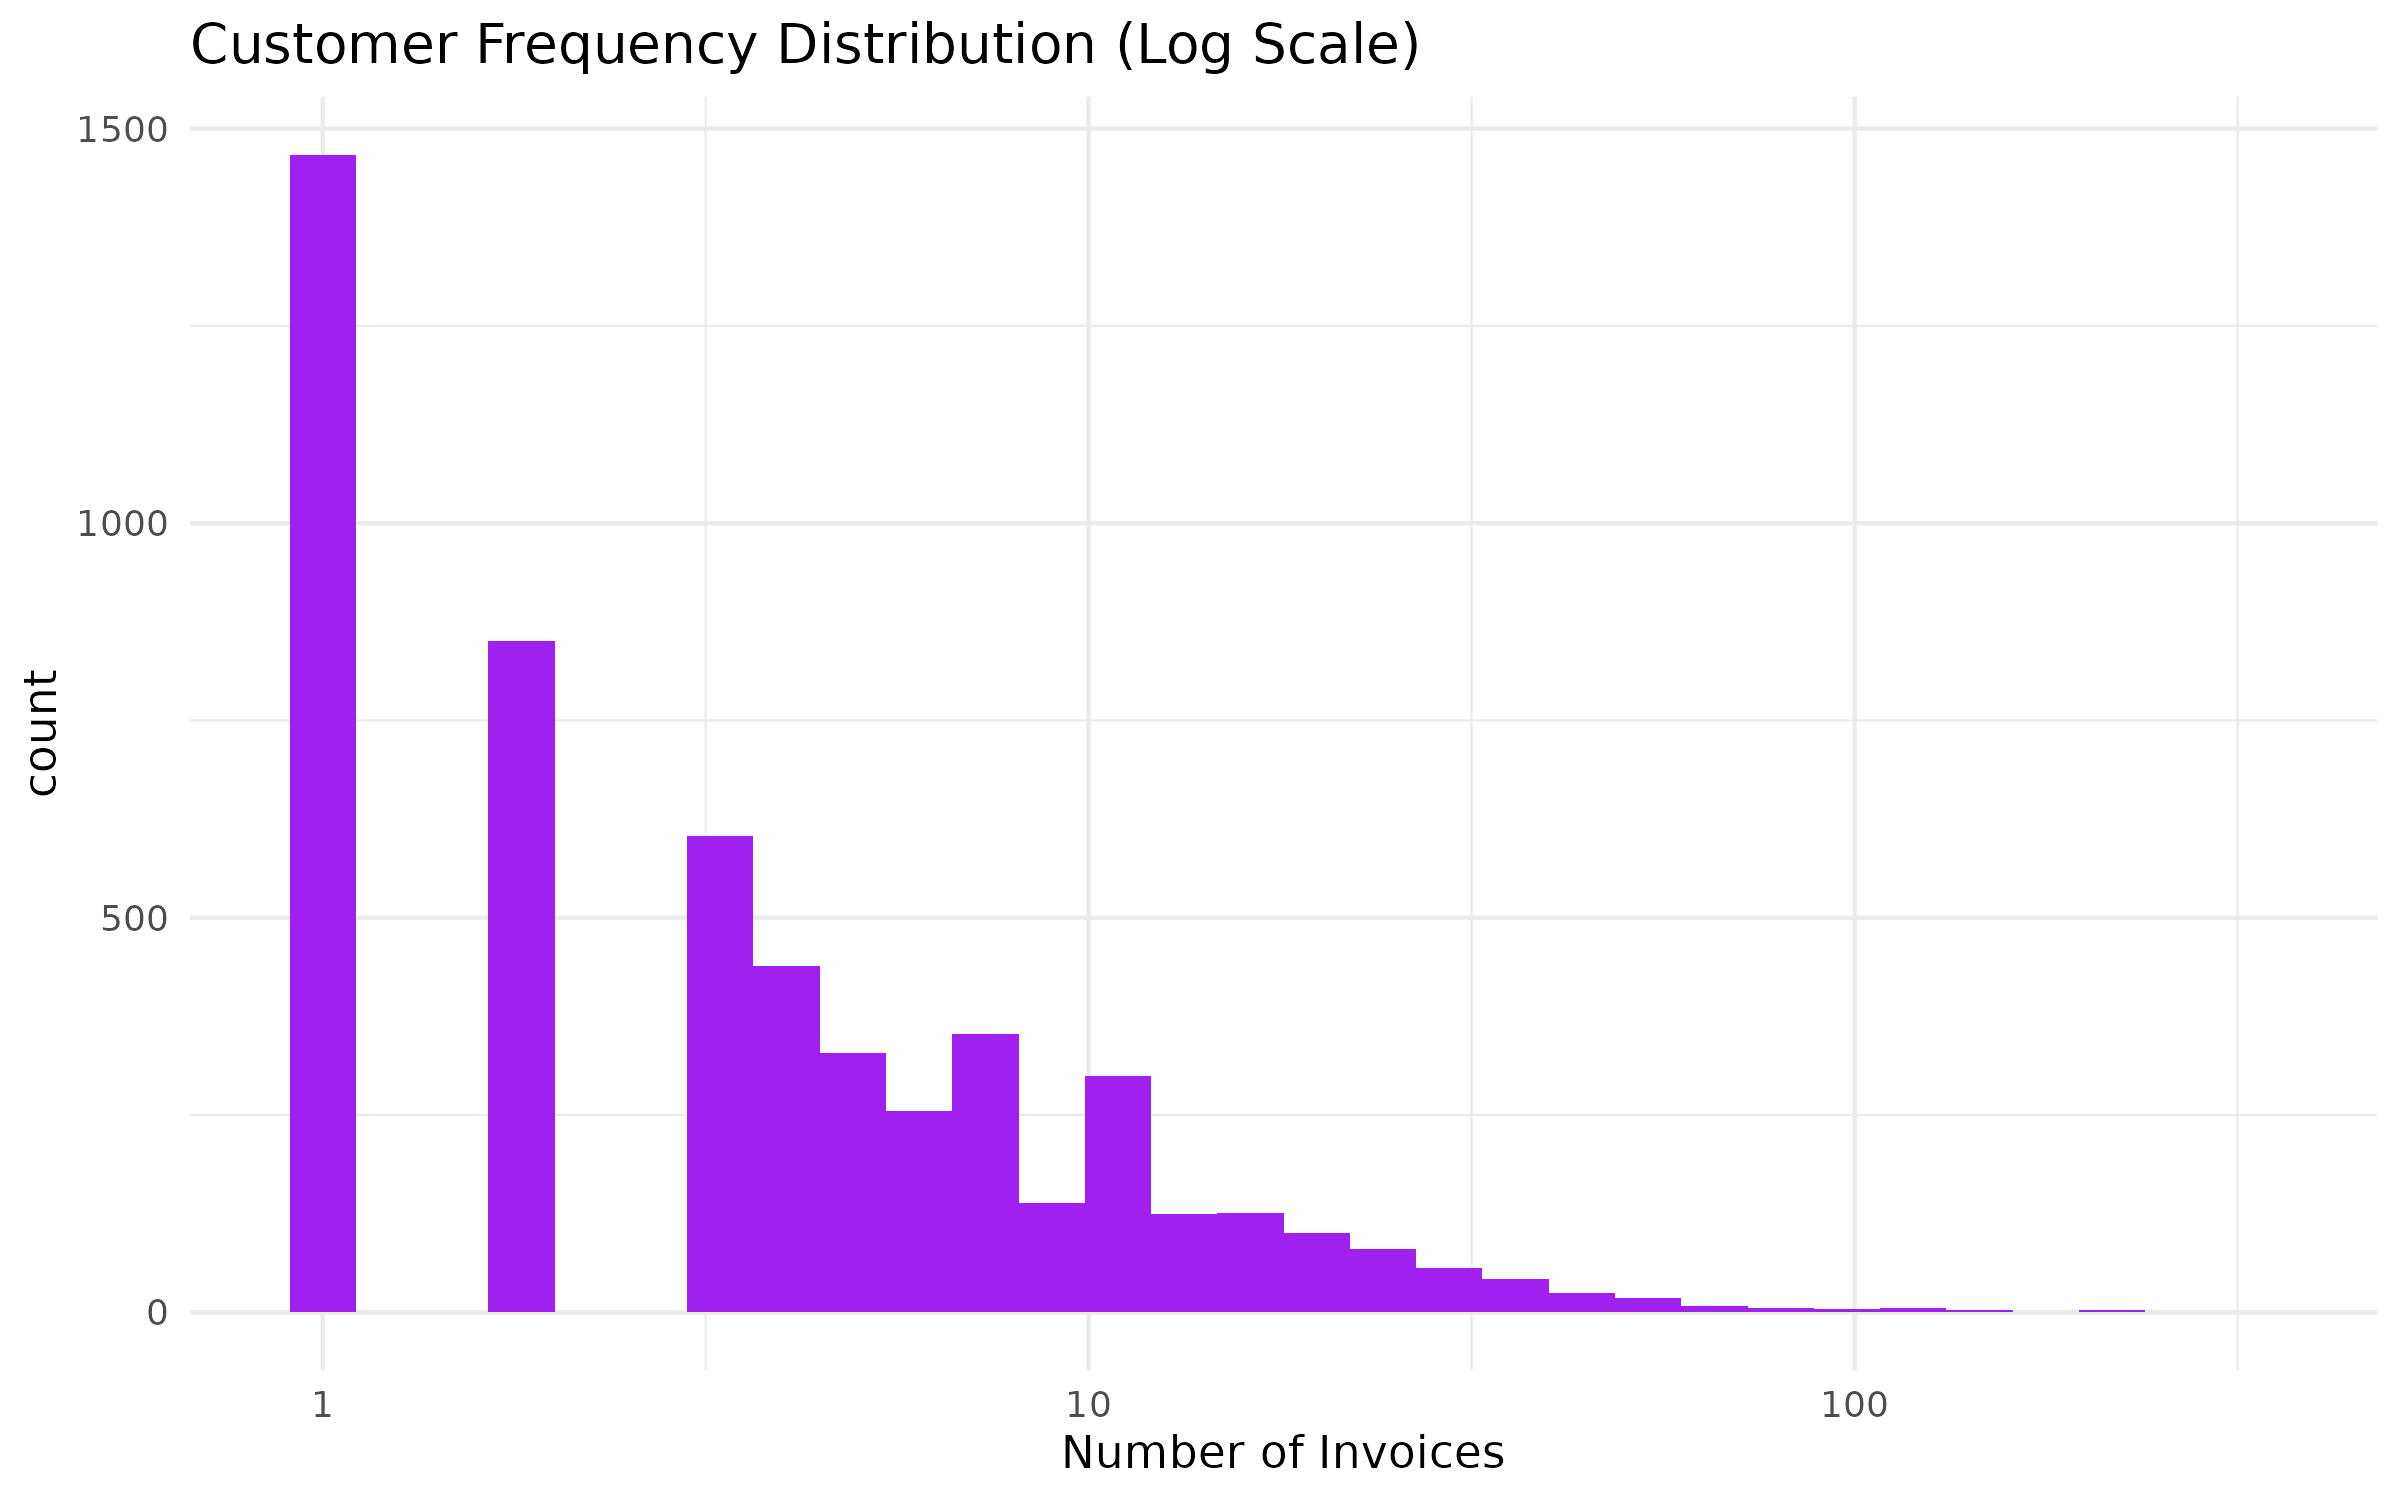 Customer Frequency Distribution (Log Scale)
1500
1000
500
0
count
1 10 100
Number of Invoices